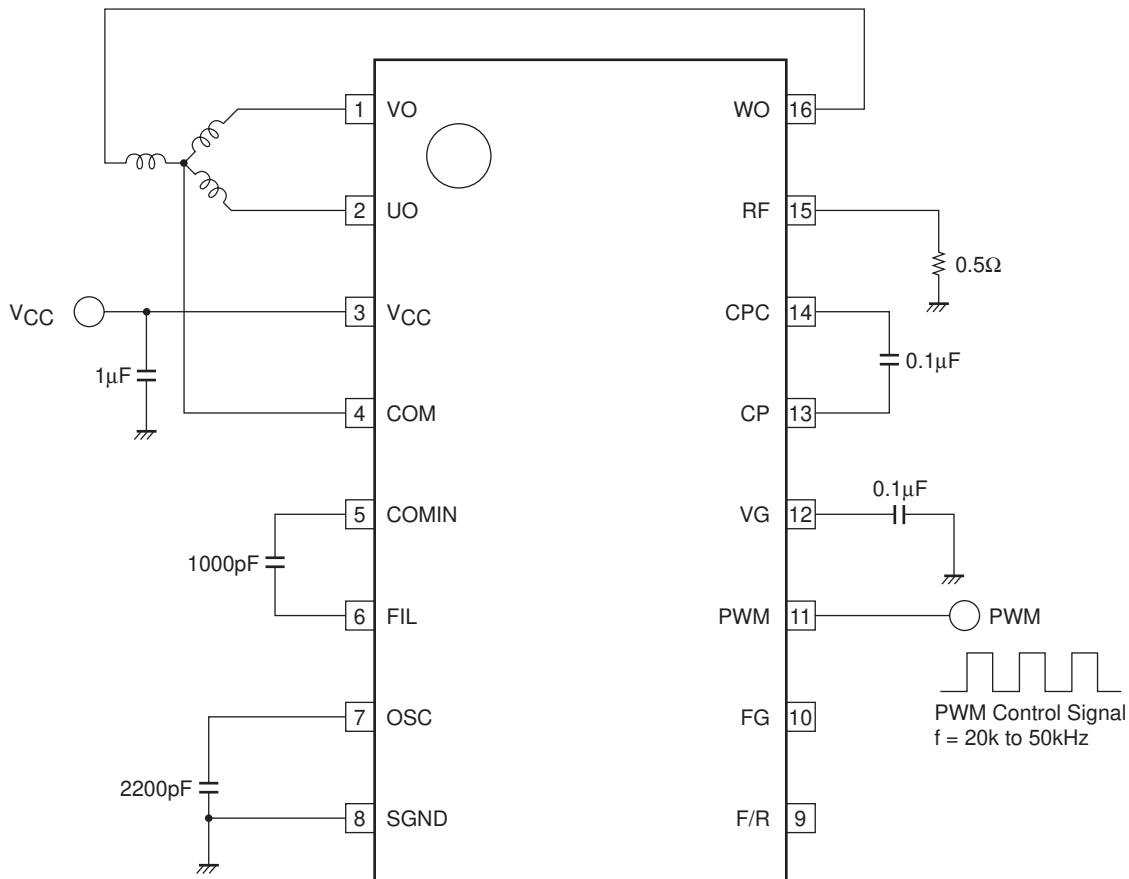 1 VO
WO 16
2 UO
RF 15
0.5Ω
VCC
3 VCC
CPC 14
1μF
0.1μF
4 COM
CP 13
0.1μF
5 COMIN
VG 12
1000pF
6 FIL
PWM 11
PWM
7 OSC
FG 10
PWM Control Signal
f = 20k to 50kHz
2200pF
8 SGND
F/R 9